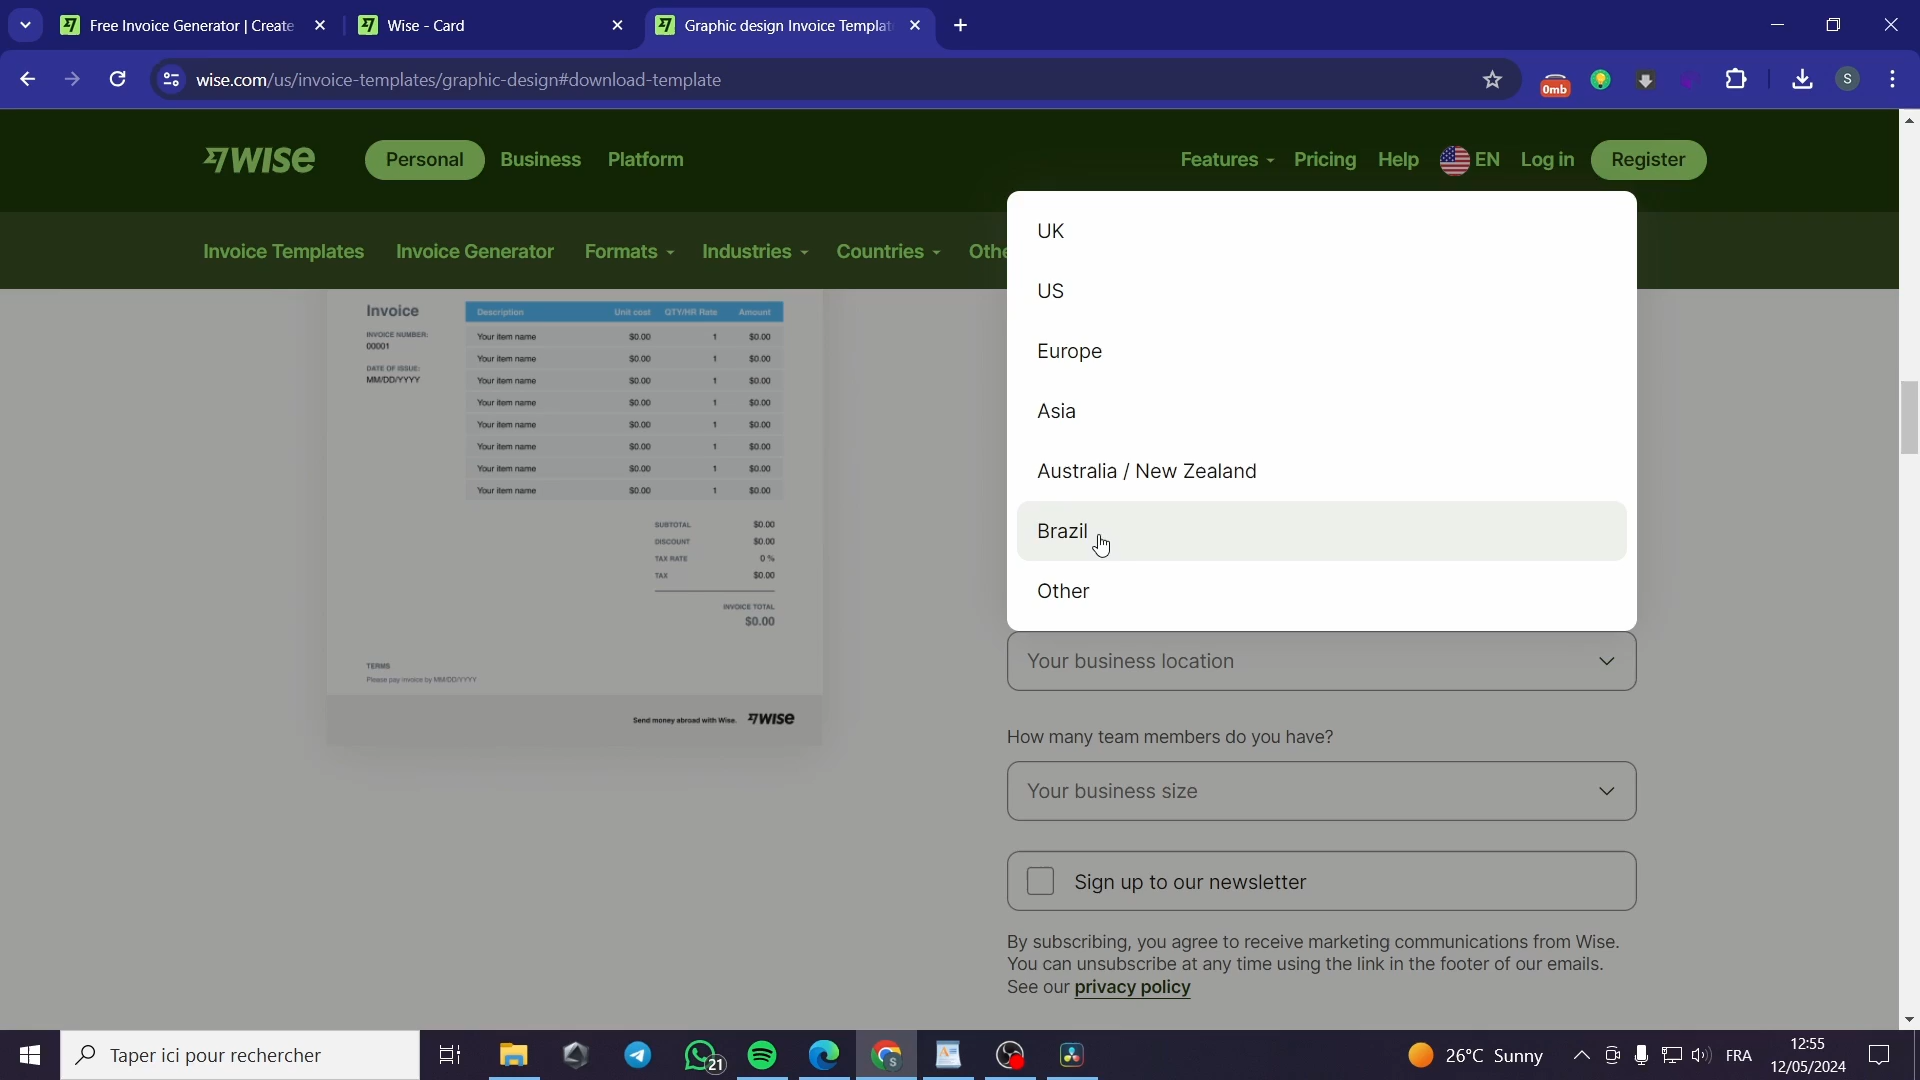 Free Invoice Generator | Create
Wise - Card
Graphic design Invoice Templat
wise.com/us/invoice-templates/graphic-design#download-template
0mb
S
WISE
Personal
Business
Platform
Features
Pricing
Help
EN
Log in
Register
Invoice Templates
Invoice Generator
Formats
Industries
Countries
Othe
UK
US
Europe
Asia
Australia / New Zealand
Brazil
Other
Invoice
INVOICE NUMBER:
00001
DATE OF ISSUE:
MM/DD/YYYY
Description Unit cost QTY/HR Rate Amount
Your item name $0.00 1 $0.00
Your item name $0.00 1 $0.00
Your item name $0.00 1 $0.00
Your item name $0.00 1 $0.00
Your item name $0.00 1 $0.00
Your item name $0.00 1 $0.00
Your item name $0.00 1 $0.00
Your item name $0.00 1 $0.00
SUBTOTAL $0.00
DISCOUNT $0.00
TAX RATE 0 %
TAX $0.00
INVOICE TOTAL
$0.00
TERMS
Please pay invoice by MM/DD/YYYY
Send money abroad with Wise. WISE
Your business location
How many team members do you have?
Your business size
Sign up to our newsletter
By subscribing, you agree to receive marketing communications from Wise.
You can unsubscribe at any time using the link in the footer of our emails.
See our privacy policy
Taper ici pour rechercher
21
S
26°C Sunny
FRA
12:55
12/05/2024